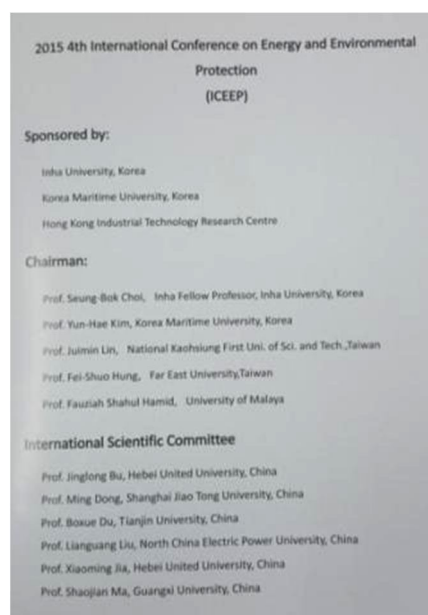 2015 4th International Conference on Energy and Environmental
Protection
(ICEEP)
Sponsored by:
Inha University, Korea
Korea Maritime University, Korea
Hong Kong Industrial Technology Research Centre
Chairman:
Prof. Seung-Bok Choi, Inha Fellow Professor, Inha University, Korea
Prof. Yun-Hae Kim, Korea Maritime University, Korea
Prof. Juimin Lin, National Kaohsiung First Uni. of Sci. and Tech.,Taiwan
Prof. Fei-Shuo Hung, Far East University,Taiwan
Prof. Fauziah Shahul Hamid, University of Malaya
International Scientific Committee
Prof. Jinglong Bu, Hebei United University, China
Prof. Ming Dong, Shanghai Jiao Tong University, China
Prof. Boxue Du, Tianjin University, China
Prof. Lianguang Liu, North China Electric Power University, China
Prof. Xiaoming Jia, Hebei United University, China
Prof. Shaojian Ma, Guangxi University, China